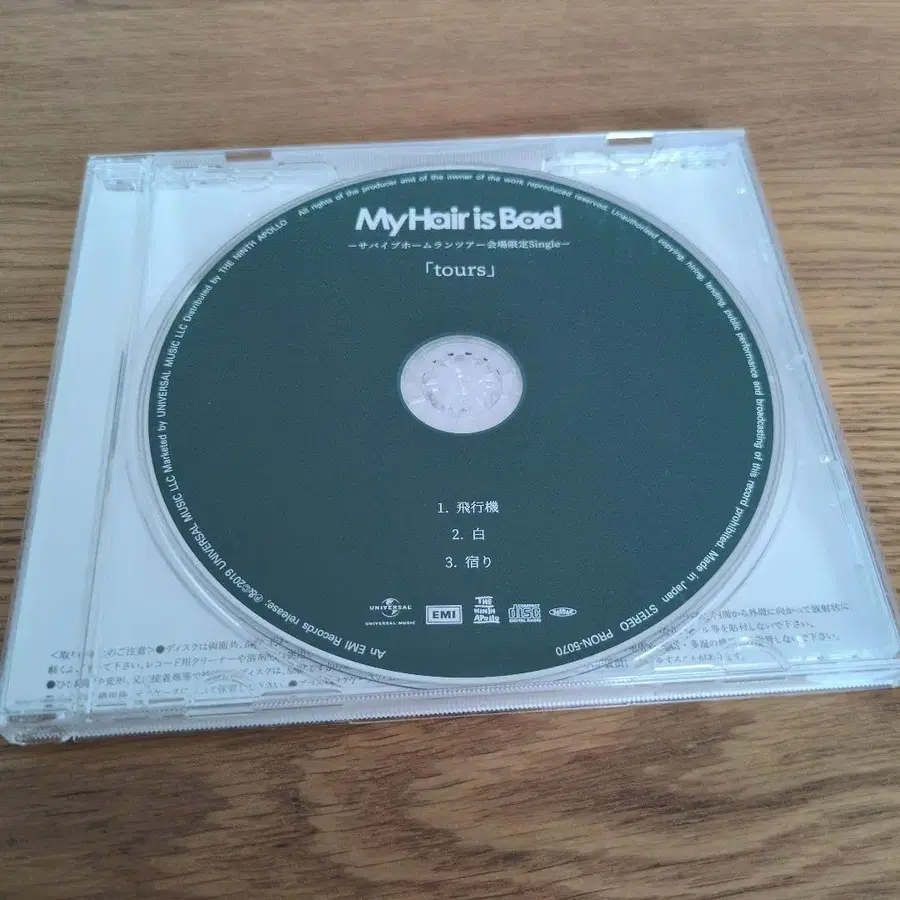 My Hair is Bad
ーサバイブホームランツアー会場限定Singleー
「tours」
1. 飛行機
2. 白
3. 宿り
UNIVERSAL
UNIVERSAL MUSIC
EMI
THE NINTH APOLLO
COMPACT disc DIGITAL AUDIO
An EMI Records release; ℗&©2019 UNIVERSAL MUSIC LLC Marketed by UNIVERSAL MUSIC LLC Distributed by THE NINTH APOLLO All rights of the producer and of the owner of the work reproduced reserved. Unauthorised copying, hiring, lending, public performance and broadcasting of this record prohibited. Made in Japan STEREO PRON-5070